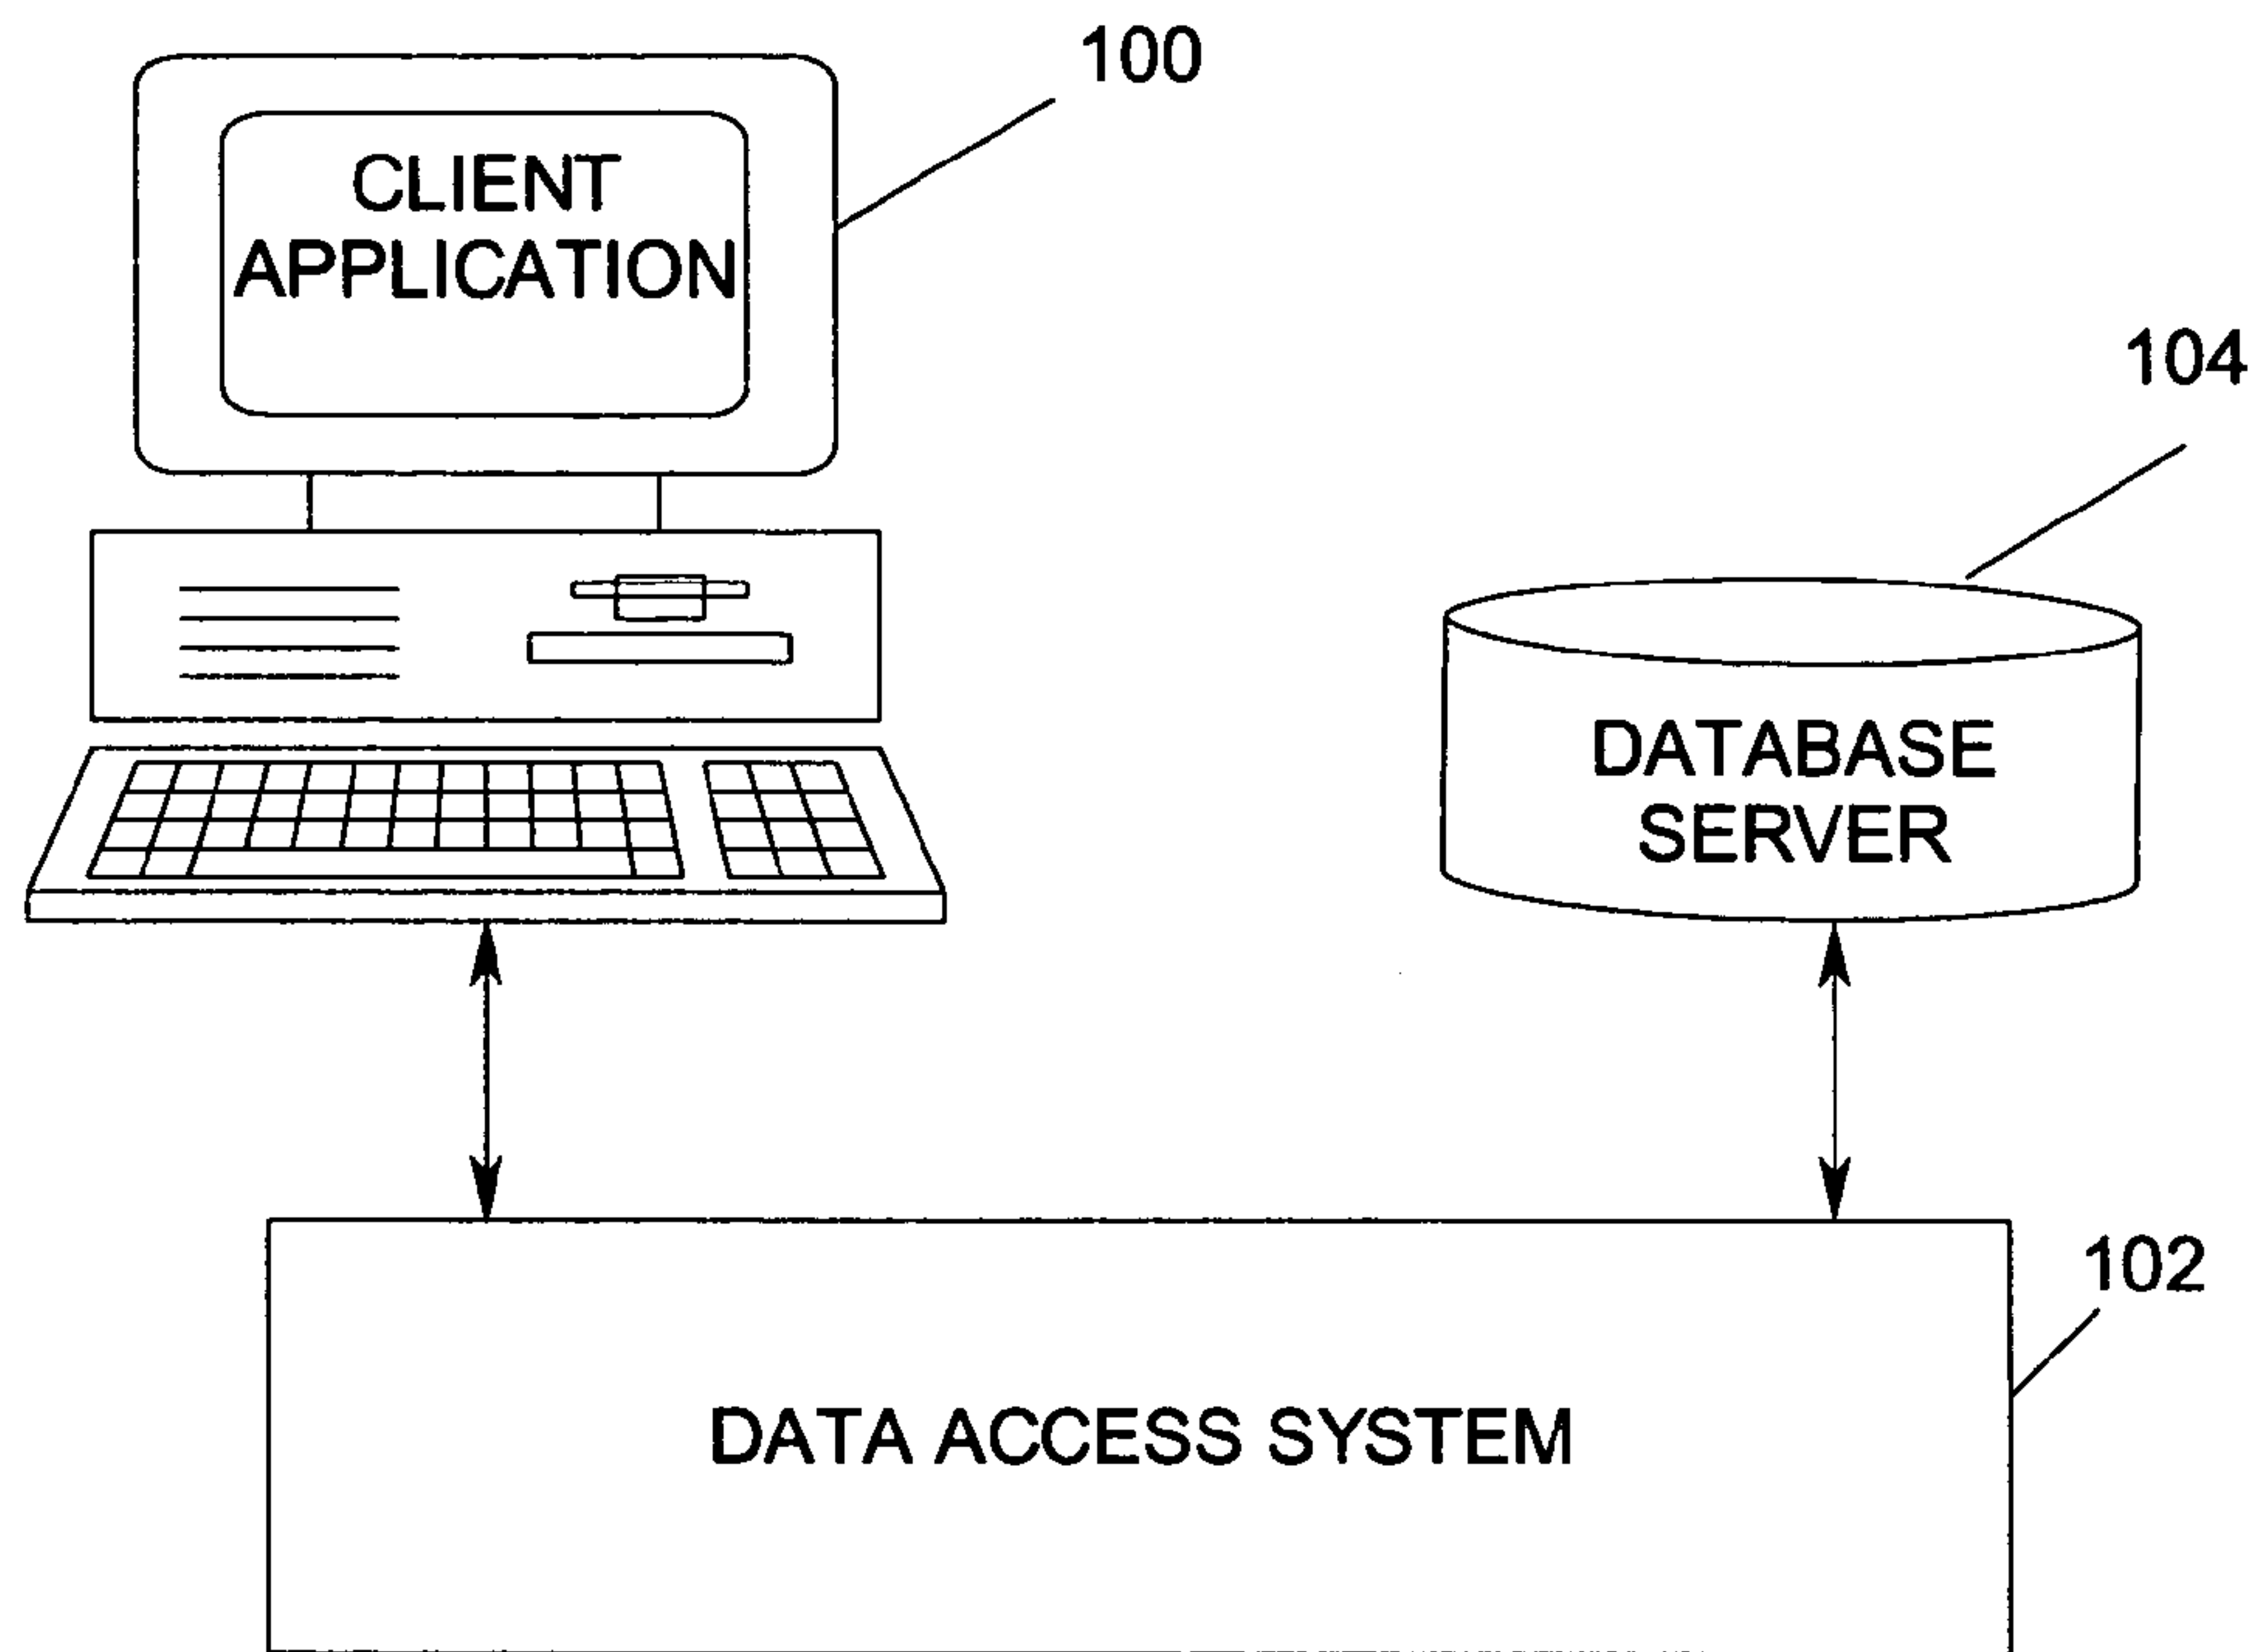 100
CLIENT
APPLICATION
104
DATABASE
SERVER
102
DATA ACCESS SYSTEM